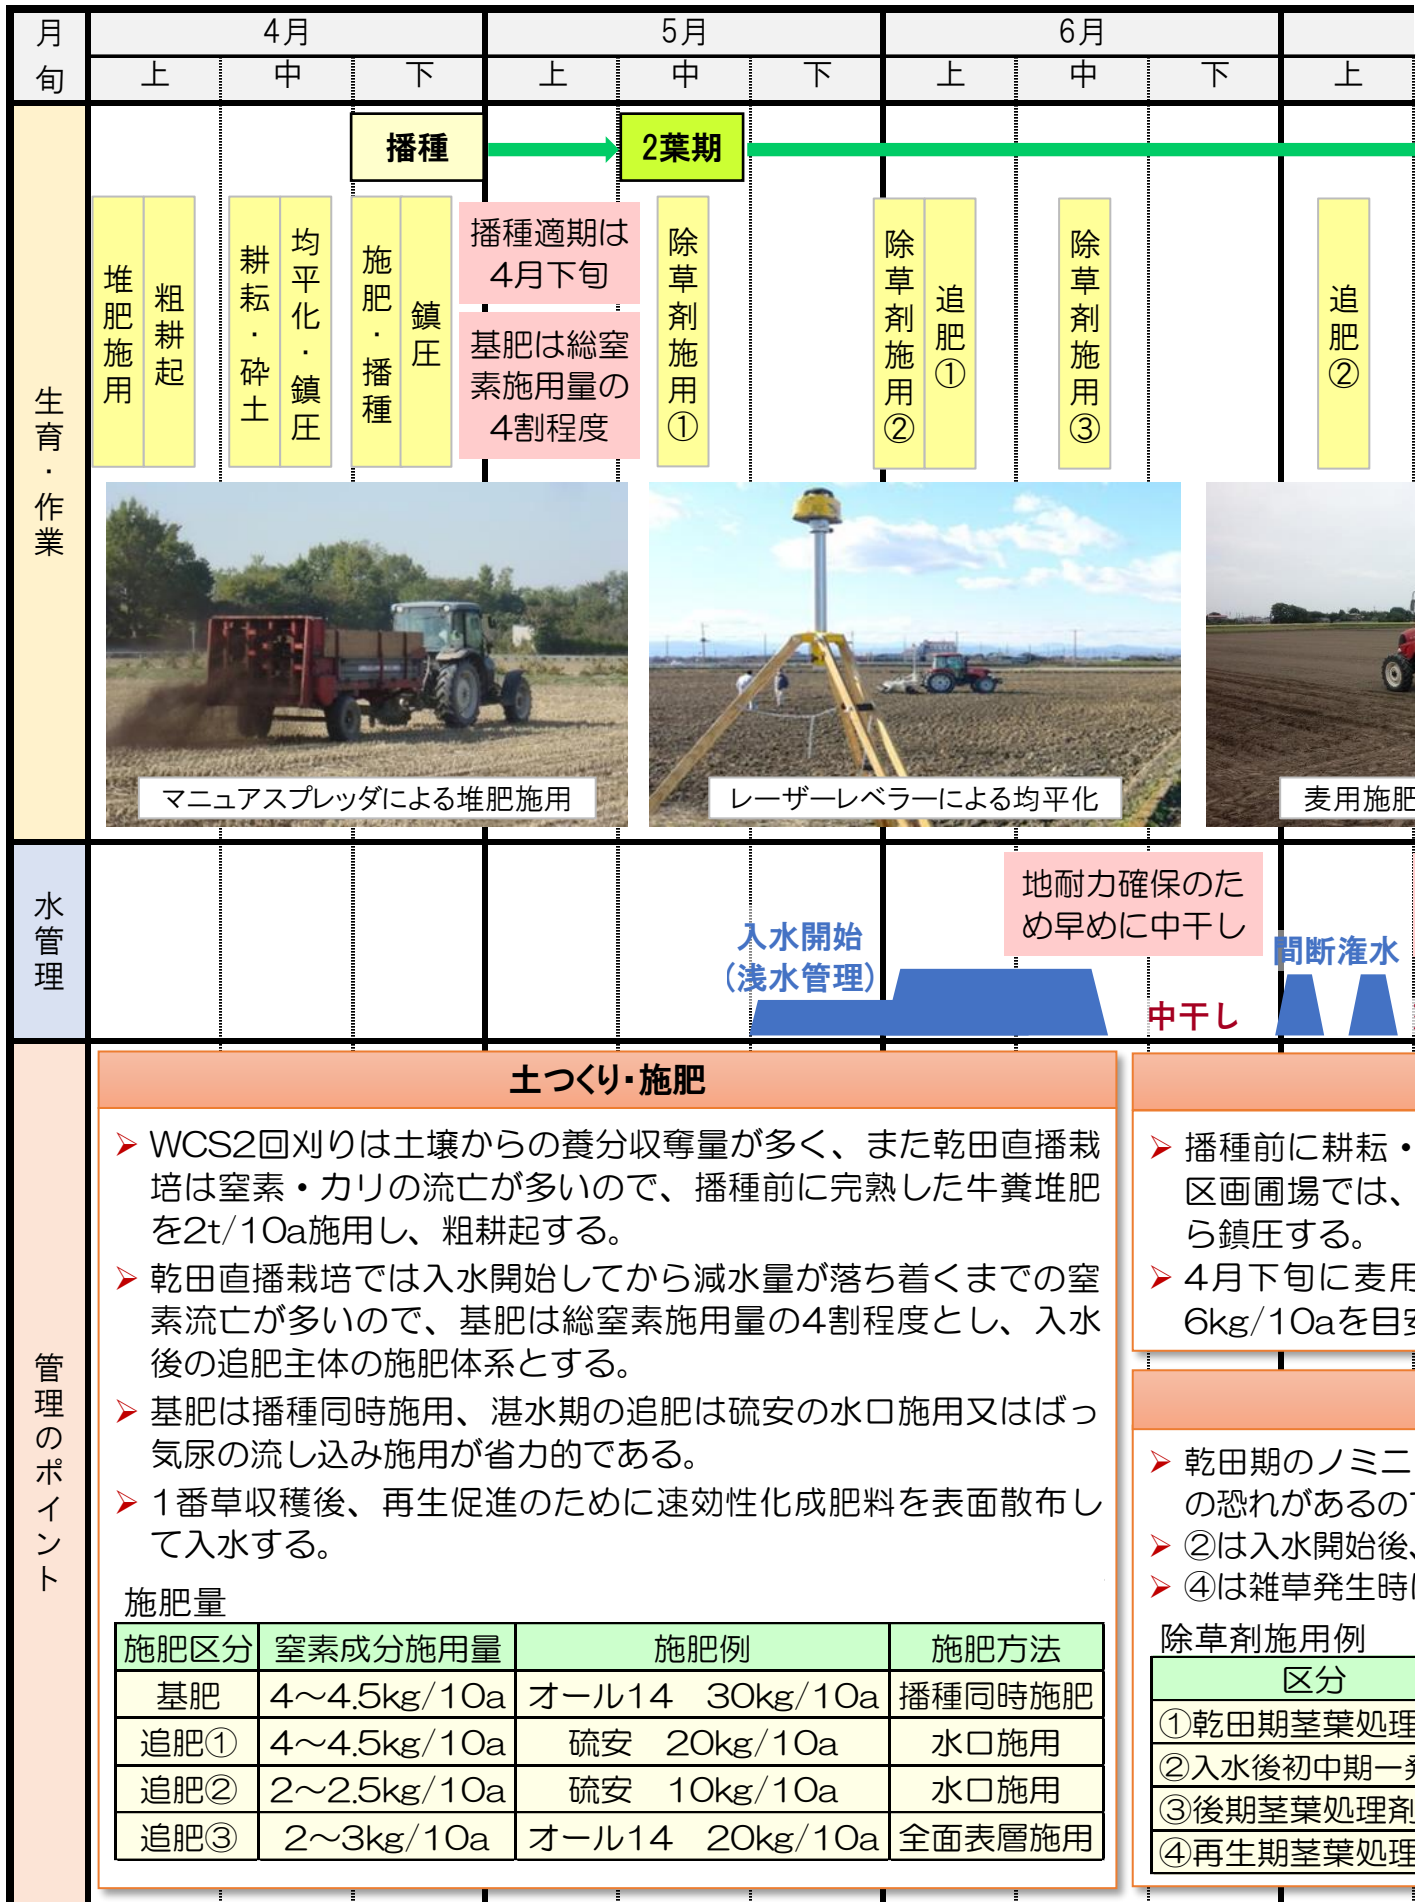 月
4月
5月
6月
旬
上
中
下
上
中
下
上
中
下
上
生育・作業
播種
2葉期
堆肥施用
粗耕起
耕耘・砕土
均平化・鎮圧
施肥・播種
鎮圧
播種適期は
4月下旬
基肥は総窒
素施用量の
4割程度
除草剤施用①
除草剤施用②
追肥①
除草剤施用③
追肥②
マニュアスプレッダによる堆肥施用
レーザーレベラーによる均平化
麦用施肥
水管理
入水開始
(浅水管理)
地耐力確保のた
め早めに中干し
中干し
間断潅水
管理のポイント
土つくり・施肥
➢ WCS2回刈りは土壌からの養分収奪量が多く、また乾田直播栽
培は窒素・カリの流亡が多いので、播種前に完熟した牛糞堆肥
を2t/10a施用し、粗耕起する。
➢ 乾田直播栽培では入水開始してから減水量が落ち着くまでの窒
素流亡が多いので、基肥は総窒素施用量の4割程度とし、入水
後の追肥主体の施肥体系とする。
➢ 基肥は播種同時施用、湛水期の追肥は硫安の水口施用又はばっ
気尿の流し込み施用が省力的である。
➢ 1番草収穫後、再生促進のために速効性化成肥料を表面散布し
て入水する。
施肥量
施肥区分 窒素成分施用量 施肥例 施肥方法
基肥 4～4.5kg/10a オール14 30kg/10a 播種同時施肥
追肥① 4～4.5kg/10a 硫安 20kg/10a 水口施用
追肥② 2～2.5kg/10a 硫安 10kg/10a 水口施用
追肥③ 2～3kg/10a オール14 20kg/10a 全面表層施用
➢ 播種前に耕耘・
区画圃場では、
ら鎮圧する。
➢ 4月下旬に麦用
6kg/10aを目安
➢ 乾田期のノミニ
の恐れがあるので
➢ ②は入水開始後、
➢ ④は雑草発生時に
除草剤施用例
区分
①乾田期茎葉処理
②入水後初中期一発
③後期茎葉処理剤
④再生期茎葉処理